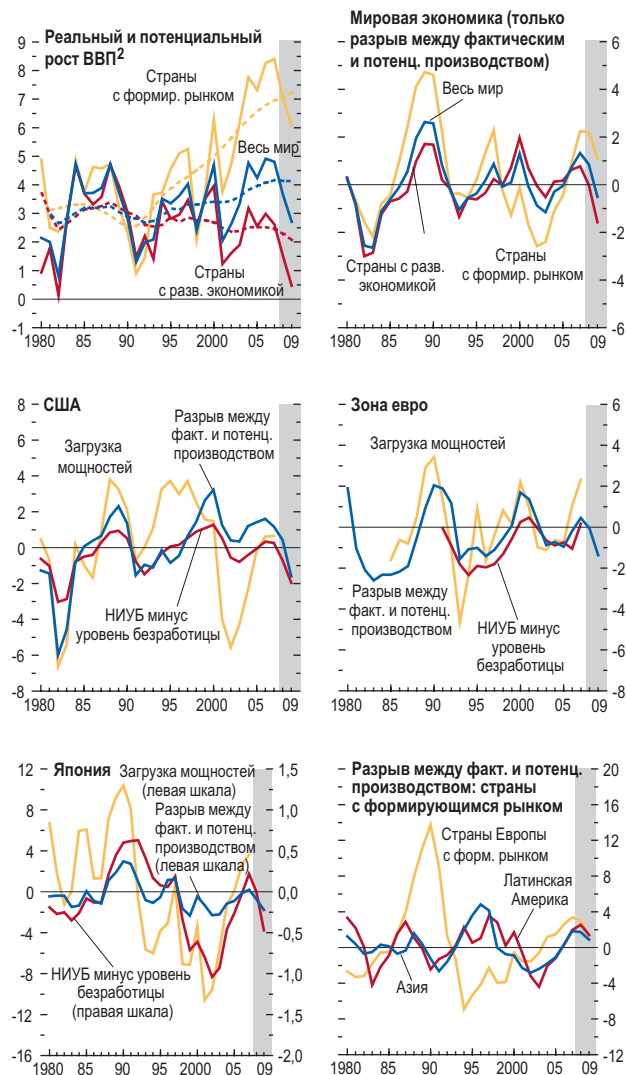 Реальный и потенциальный
рост ВВП2
Страны
с формир. рынком
Весь мир
Страны
с разв. экономикой
9
8
7
6
5
4
3
2
1
0
-1
1980 85 90 95 2000 05 09
Мировая экономика (только
разрыв между фактическим
и потенц. производством)
Весь мир
Страны с разв.
экономикой
Страны
с формир. рынком
6
4
2
0
-2
-4
-6
1980 85 90 95 2000 05 09
США
Разрыв между
факт. и потенц.
производством
Загрузка
мощностей
НИУБ минус
уровень безработицы
8
6
4
2
0
-2
-4
-6
-8
1980 85 90 95 2000 05 09
Зона евро
Загрузка мощностей
Разрыв между
факт. и потенц.
производством
НИУБ минус
уровень
безработицы
6
4
2
0
-2
-4
-6
-8
1980 85 90 95 2000 05 09
Япония
Загрузка мощностей
(левая шкала)
Разрыв между
факт. и потенц.
производством
(левая шкала)
НИУБ минус уровень
безработицы
(правая шкала)
12
8
4
0
-4
-8
-12
-16
1,5
1,0
0,5
0,0
-0,5
-1,0
-1,5
-2,0
1980 85 90 95 2000 05 09
Разрыв между факт. и потенц.
производством: страны
с формирующимся рынком
Страны Европы
с форм. рынком
Латинская
Америка
Азия
20
16
12
8
4
0
-4
-8
-12
1980 85 90 95 2000 05 09